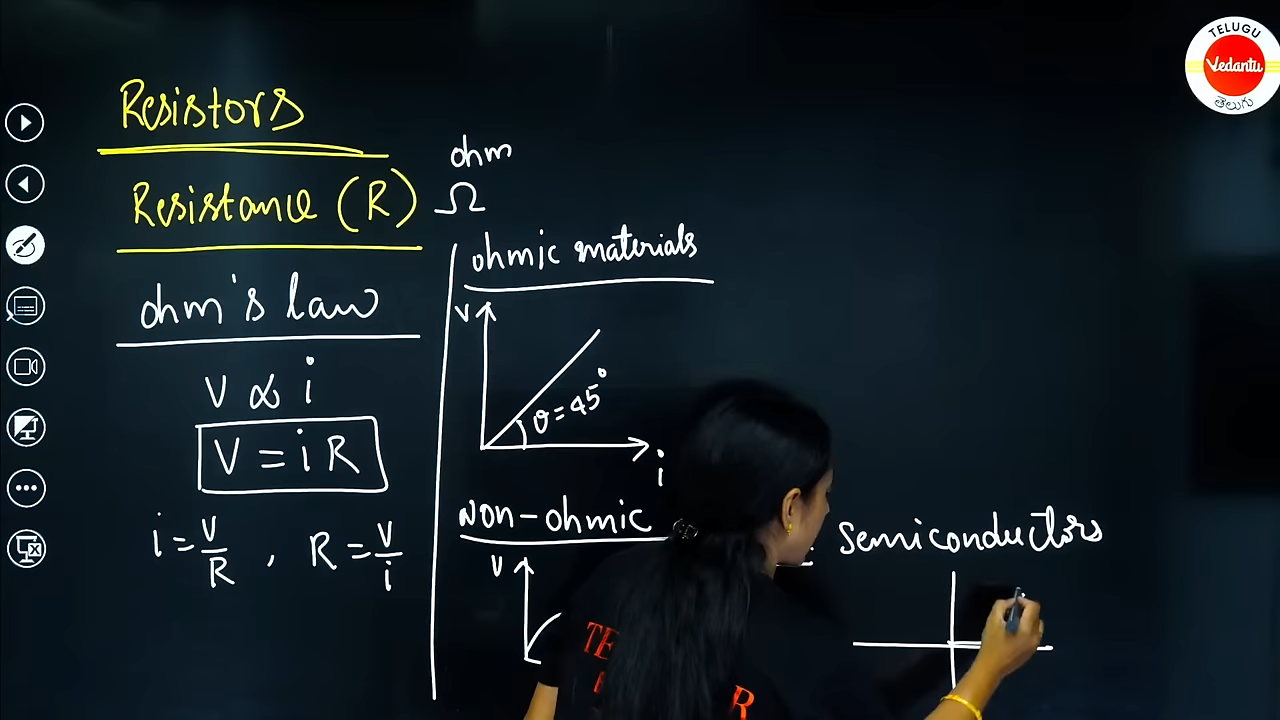 Resistors
Resistance (R)
ohm
Ω
ohm's law
V ∝ i
V = iR
i = V/R , R = V/i
ohmic materials
V
θ = 45°
i
Non-ohmic
V
Semiconductors
TELUGU
Vedantu
తెలుగు